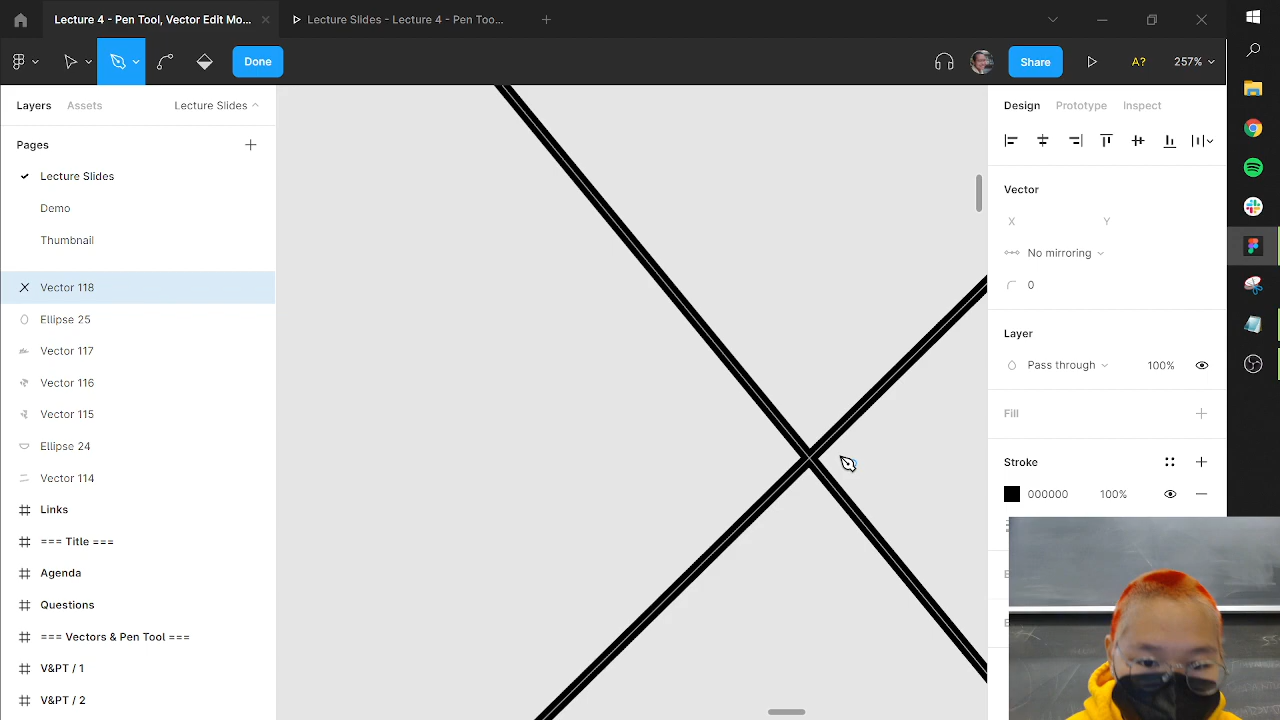 Lecture 4 - Pen Tool, Vector Edit Mo...
Lecture Slides - Lecture 4 - Pen Too...
Done
Share
A?
257%
Layers
Assets
Lecture Slides
Design
Prototype
Inspect
Pages
Lecture Slides
Demo
Thumbnail
Vector
X
Y
No mirroring
0
Vector 118
Ellipse 25
Vector 117
Vector 116
Vector 115
Ellipse 24
Vector 114
Links
=== Title ===
Agenda
Questions
=== Vectors & Pen Tool ===
V&PT / 1
V&PT / 2
Layer
Pass through
100%
Fill
Stroke
000000
100%